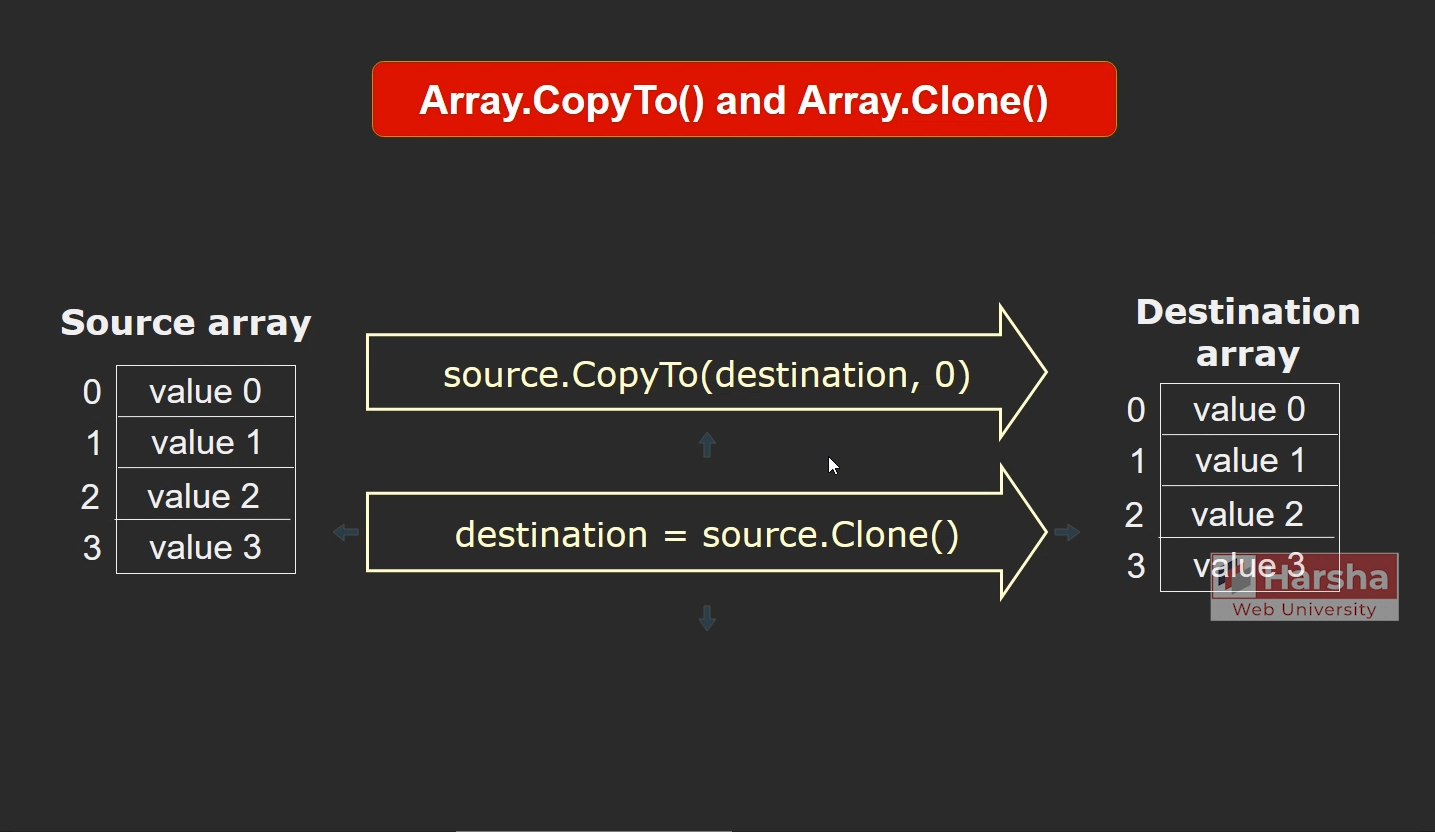 Array.CopyTo() and Array.Clone()
Source array
0 value 0
1 value 1
2 value 2
3 value 3
source.CopyTo(destination, 0)
destination = source.Clone()
Destination
array
0 value 0
1 value 1
2 value 2
3 value 3
Harsha
Web University